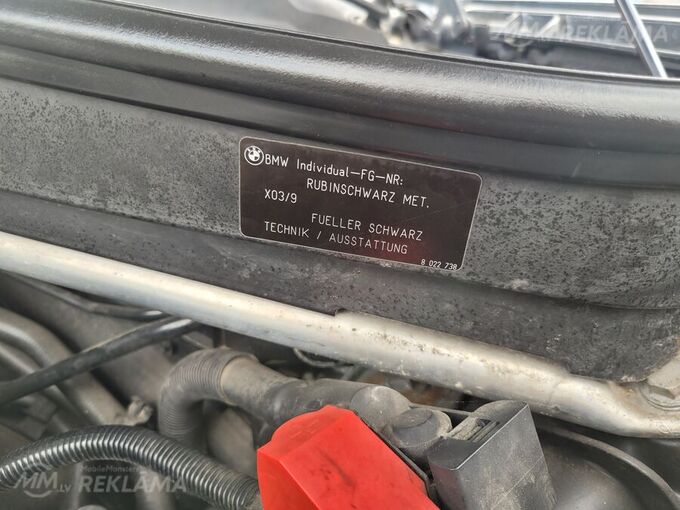 MM.LV REKLAMA
BMW Individual-FG-NR:
RUBINSCHWARZ MET.
X03/9
FUELLER SCHWARZ
TECHNIK / AUSSTATTUNG
8 022 738
MobileMonsters
MM.LV REKLAMA